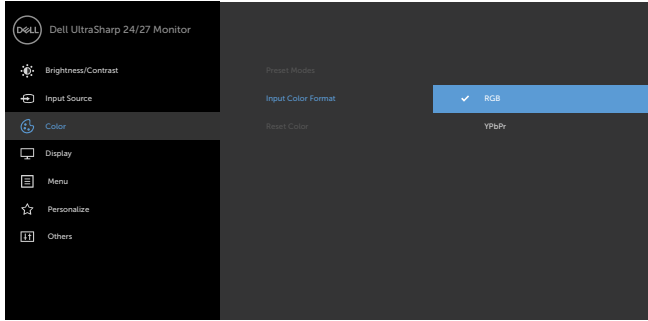 DELL Dell UltraSharp 24/27 Monitor
Brightness/Contrast
Input Source
Color
Display
Menu
Personalize
Others
Preset Modes
Input Color Format
Reset Color
RGB
YPbPr